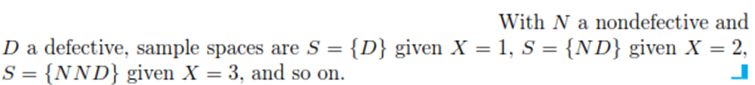 With N a nondefective and
D a defective, sample spaces are S = {D} given X = 1, S = {ND} given X = 2,
S = {NND} given X = 3, and so on.